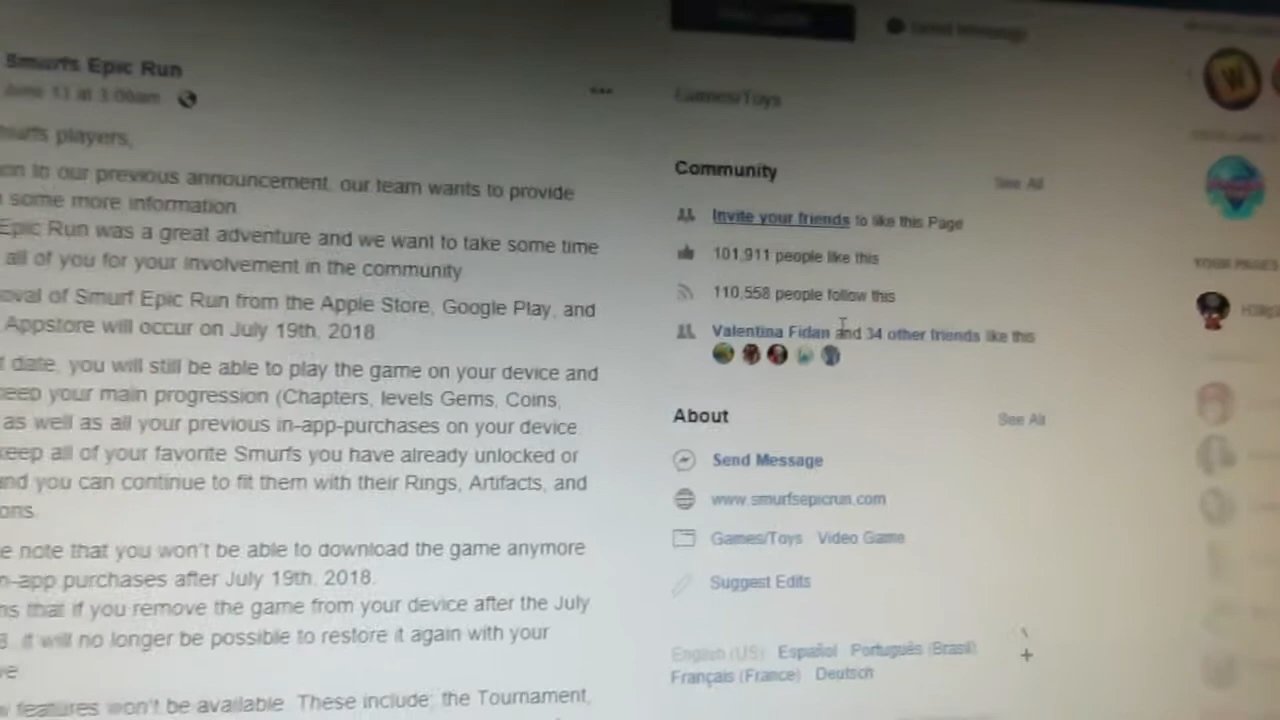 Smurfs Epic Run
June 13 at 3:00am
players,
to our previous announcement, our team wants to provide
some more information
Epic Run was a great adventure and we want to take some time
all of you for your involvement in the community
of Smurf Epic Run from the Apple Store, Google Play, and
Appstore will occur on July 19th, 2018.
date, you will still be able to play the game on your device and
your main progression (Chapters, levels Gems, Coins,
as well as all your previous in-app-purchases on your device
keep all of your favorite Smurfs you have already unlocked or
and you can continue to fit them with their Rings, Artifacts, and
note that you won't be able to download the game anymore
purchases after July 19th, 2018.
that if you remove the game from your device after the July
it will no longer be possible to restore it again with your
features won't be available. These include: the Tournament,
Send Message
Games/Toys
Community
See All
Invite your friends to like this Page
101,911 people like this
110,558 people follow this
Valentina Fidan and 34 other friends like this
About
See All
Send Message
www.smurfsepicrun.com
Games/Toys Video Game
Suggest Edits
English (US) Español Português (Brasil)
Français (France) Deutsch
+
W
YOUR PAGES